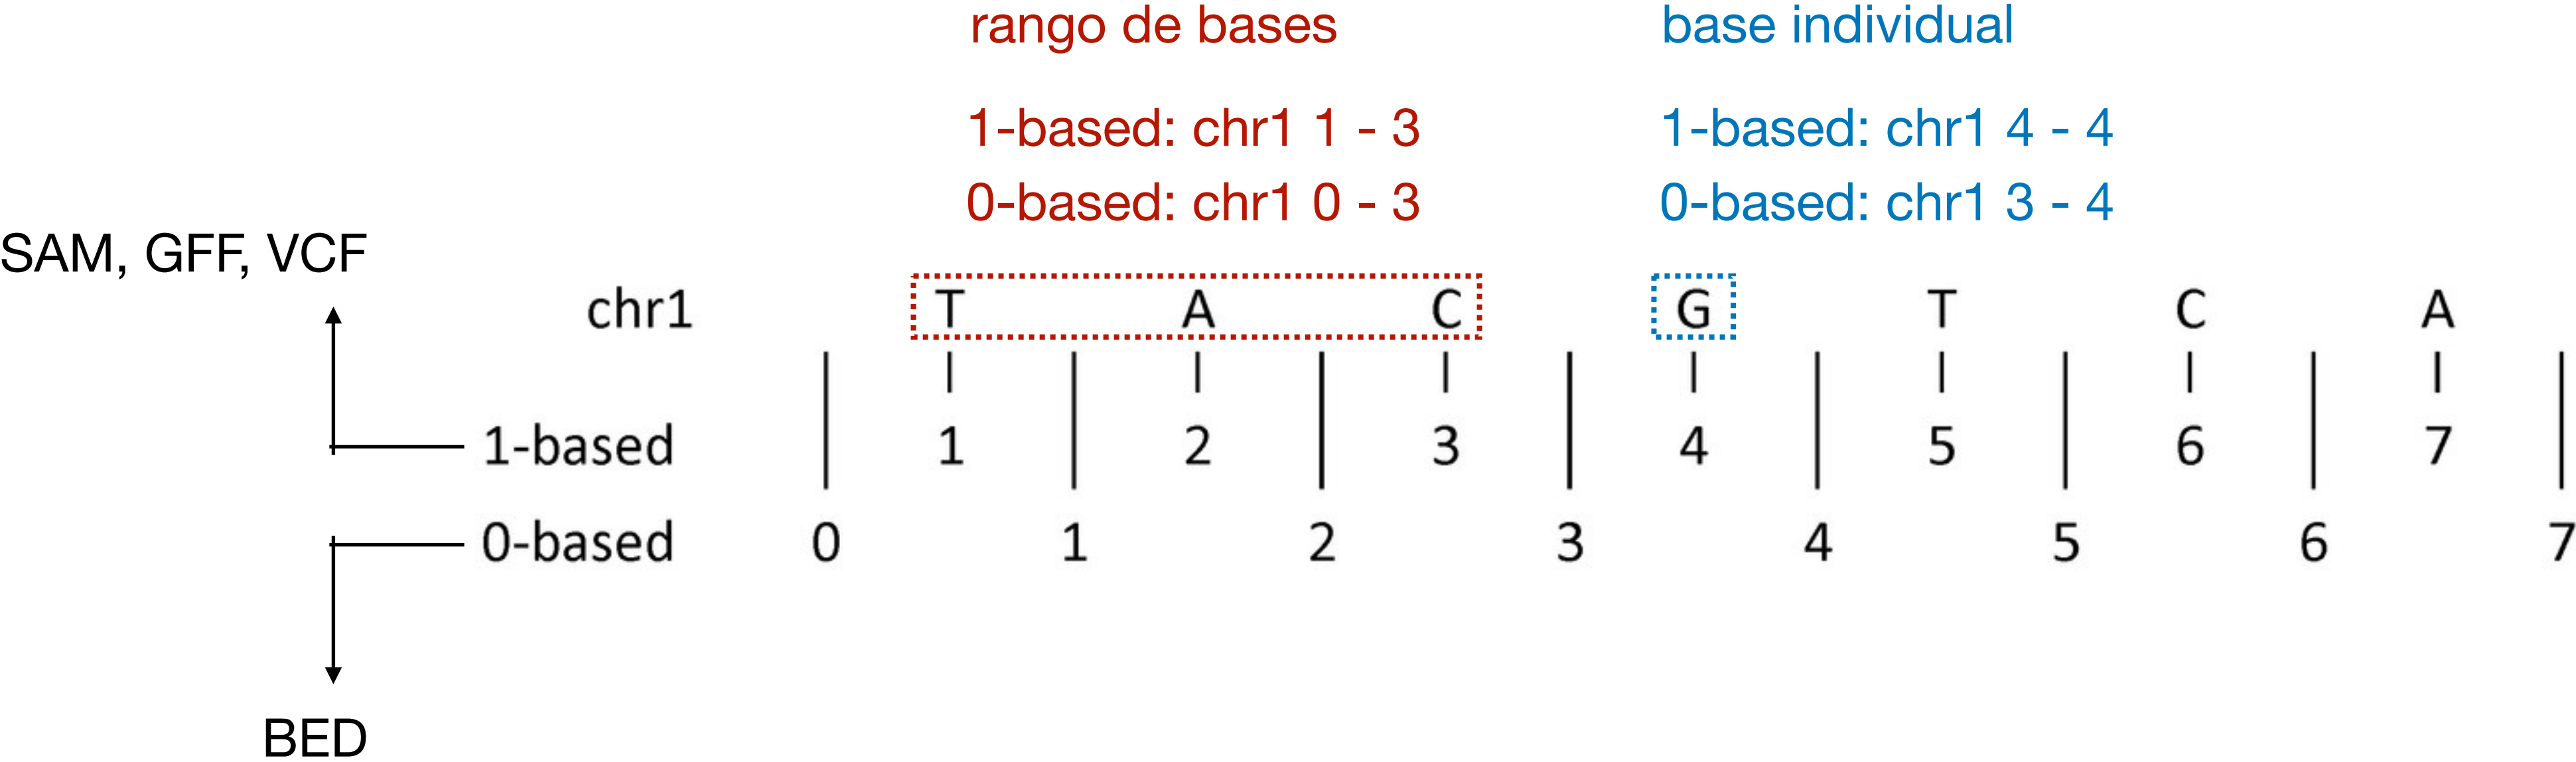 rango de bases
base individual
1-based: chr1 1 - 3
1-based: chr1 4 - 4
0-based: chr1 0 - 3
0-based: chr1 3 - 4
SAM, GFF, VCF
chr1 T A C G T C A
1-based 1 2 3 4 5 6 7
0-based 0 1 2 3 4 5 6 7
BED